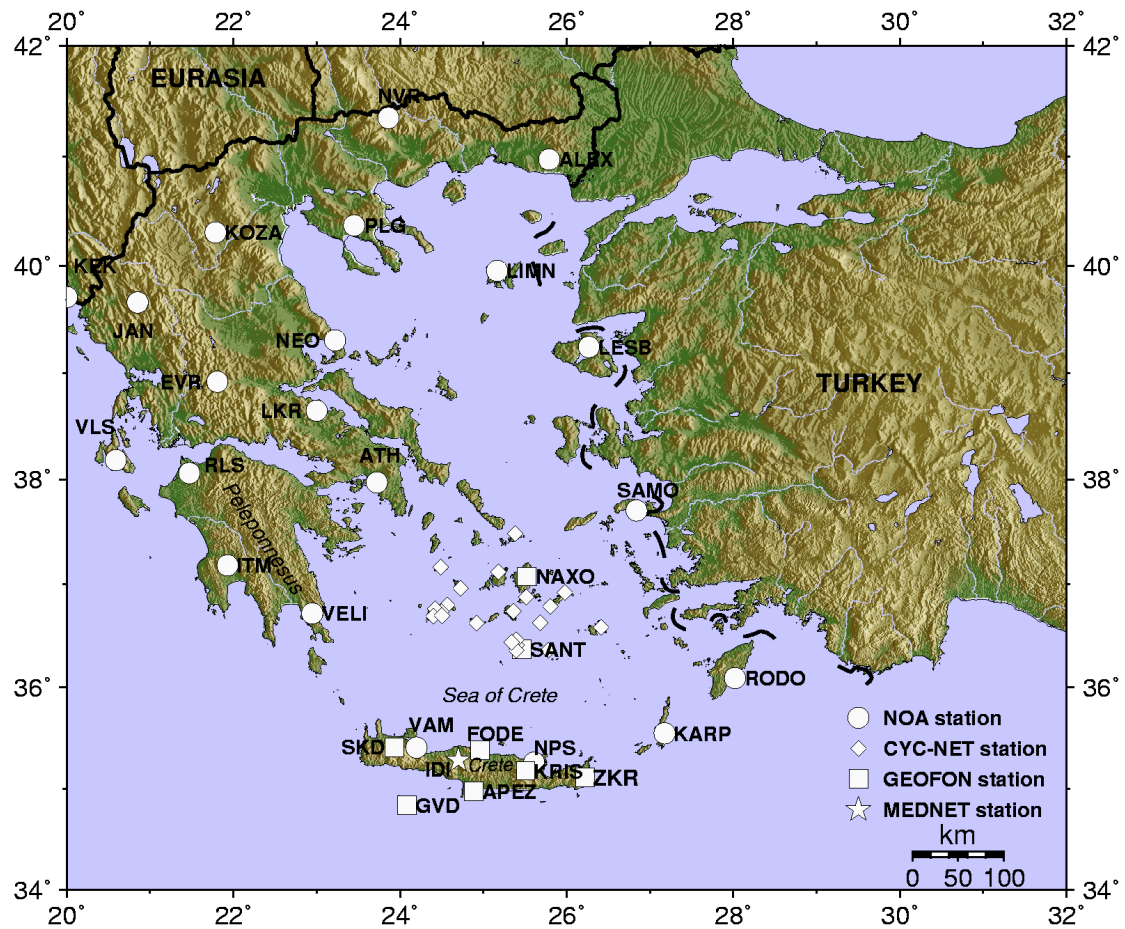 20° 22° 24° 26° 28° 30° 32°
42° 42°
EURASIA
NVR
ALEX
KOZA
PLG
KEK
40° 40°
LIMN
JAN
NEO
LESB
EVR
TURKEY
LKR
VLS
ATH
RLS
38° 38°
SAMO
Peleponnesus
ITM
NAXO
VELI
SANT
36° 36°
RODO
Sea of Crete
NOA station
VAM
FODE
KARP
SKD
NPS
CYC-NET station
IDI
Crete
KRIS
ZKR
GEOFON station
APEZ
GVD
MEDNET station
km
0 50 100
34° 34°
20° 22° 24° 26° 28° 30° 32°